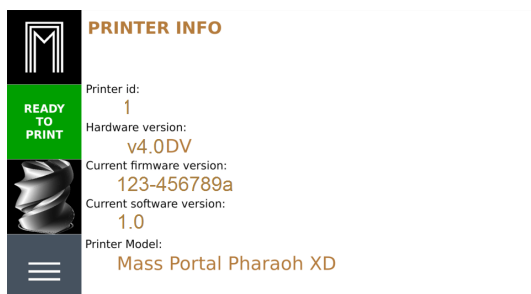 PRINTER INFO
READY
TO
PRINT
Printer id:
1
Hardware version:
v4.0DV
Current firmware version:
123-456789a
Current software version:
1.0
Printer Model:
Mass Portal Pharaoh XD